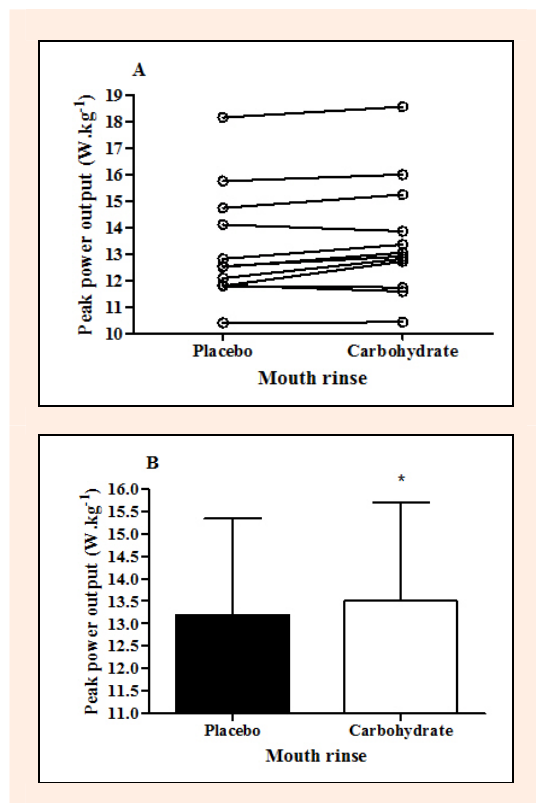 A
Peak power output (W.kg-1)
19
18
17
16
15
14
13
12
11
10
Placebo Carbohydrate
Mouth rinse
B
*
Peak power output (W.kg-1)
16.0
15.5
15.0
14.5
14.0
13.5
13.0
12.5
12.0
11.5
11.0
Placebo Carbohydrate
Mouth rinse